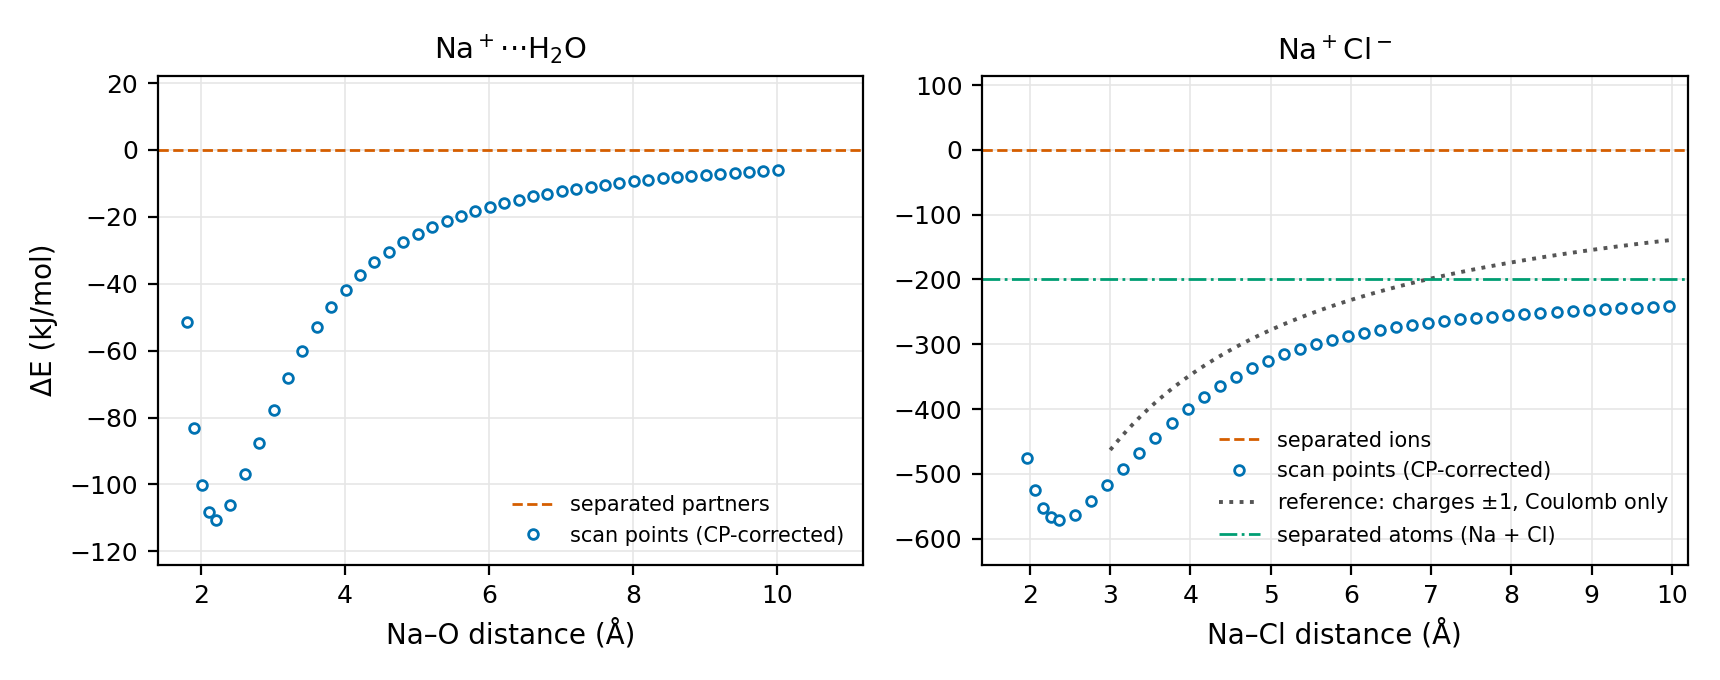 Na⁺···H₂O
20
0
−20
−40
−60
−80
−100
−120
ΔE (kJ/mol)
separated partners
scan points (CP-corrected)
2 4 6 8 10
Na–O distance (Å)
Na⁺Cl⁻
100
0
−100
−200
−300
−400
−500
−600
separated ions
scan points (CP-corrected)
reference: charges ±1, Coulomb only
separated atoms (Na + Cl)
2 3 4 5 6 7 8 9 10
Na–Cl distance (Å)